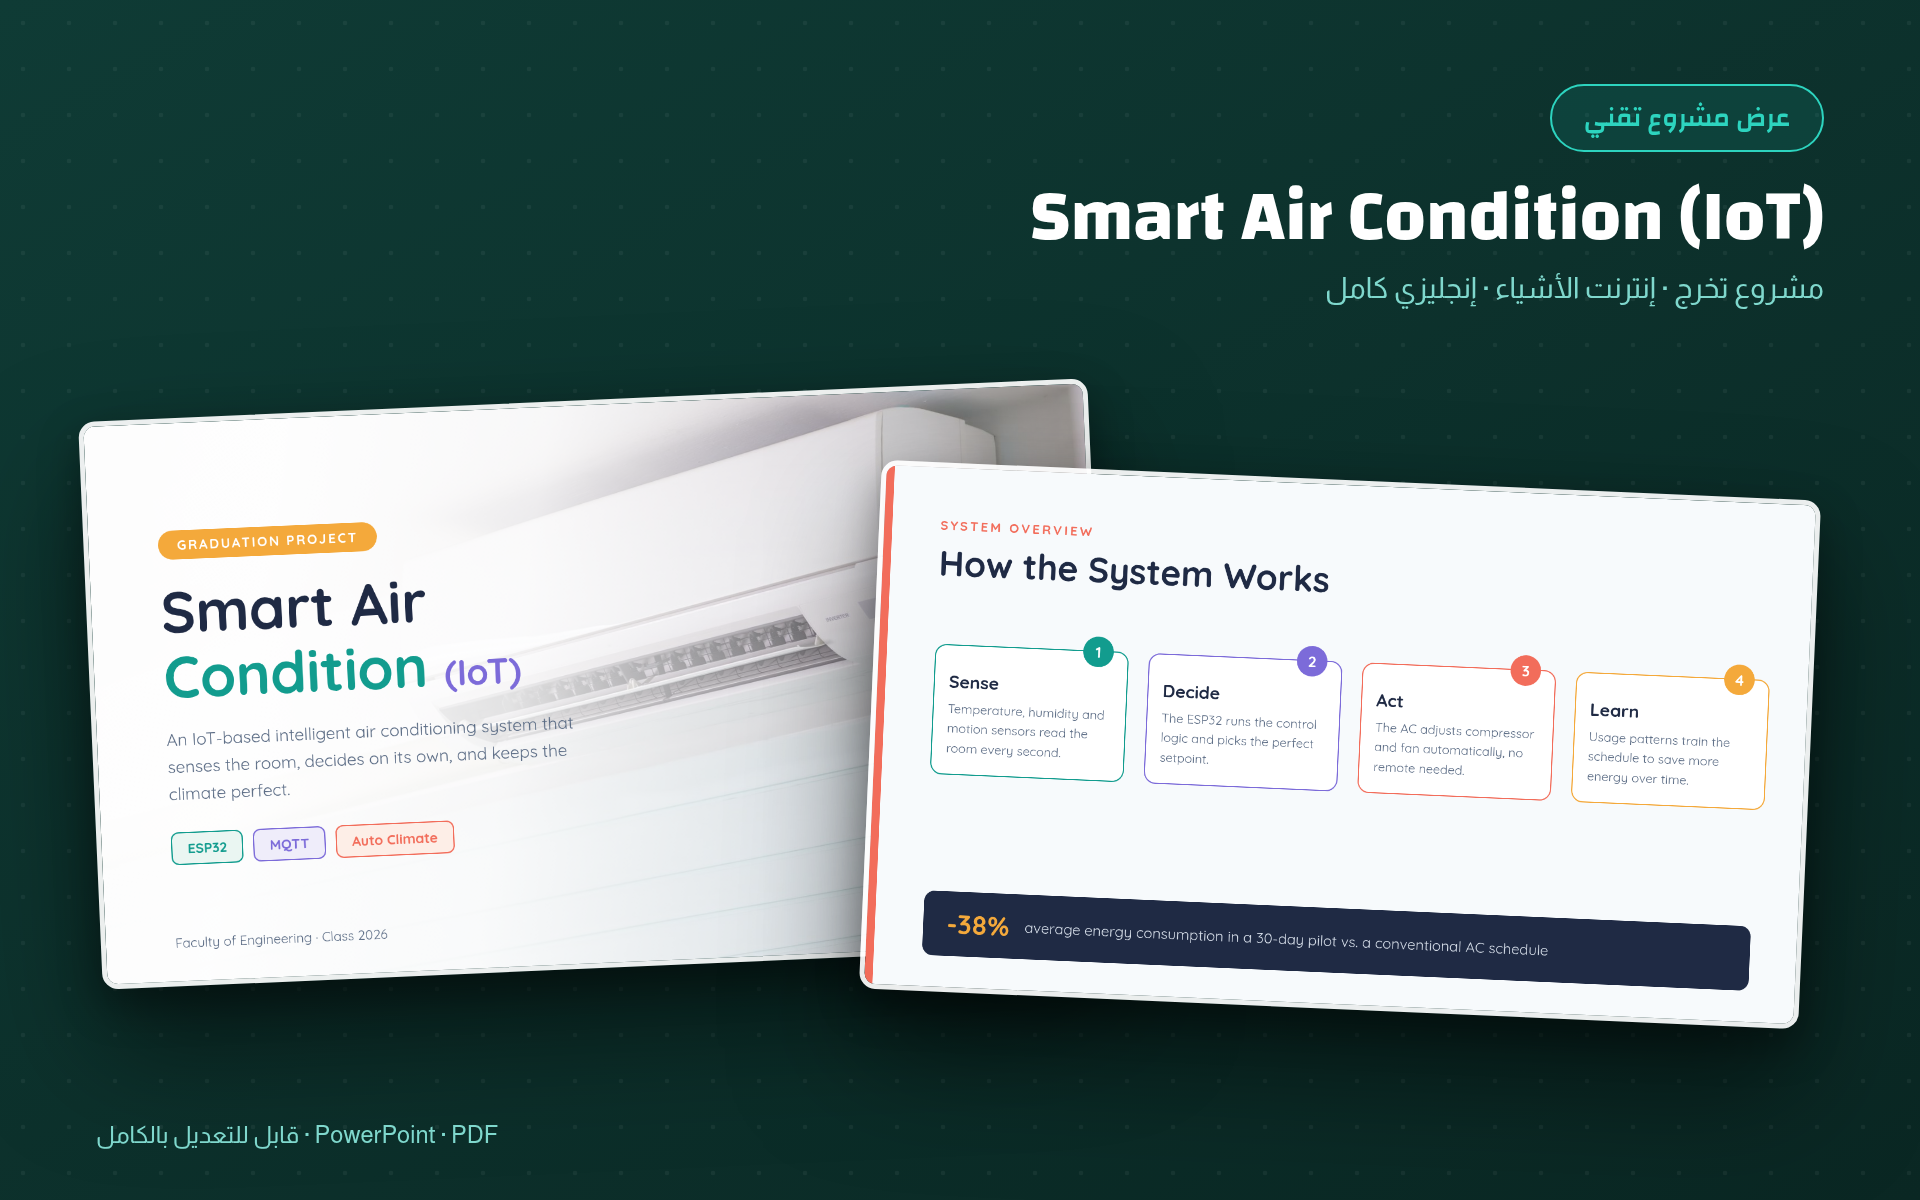 عرض مشروع تقني
Smart Air Condition (IoT)
مشروع تخرج · إنترنت الأشياء · إنجليزي كامل
GRADUATION PROJECT
Smart Air
Condition (IoT)
An IoT-based intelligent air conditioning system that
senses the room, decides on its own, and keeps the
climate perfect.
ESP32
MQTT
Auto Climate
Faculty of Engineering · Class 2026
SYSTEM OVERVIEW
How the System Works
1
Sense
Temperature, humidity and
motion sensors read the
room every second.
2
Decide
The ESP32 runs the control
logic and picks the perfect
setpoint.
3
Act
The AC adjusts compressor
and fan automatically, no
remote needed.
4
Learn
Usage patterns train the
schedule to save more
energy over time.
-38% average energy consumption in a 30-day pilot vs. a conventional AC schedule
قابل للتعديل بالكامل · PowerPoint · PDF